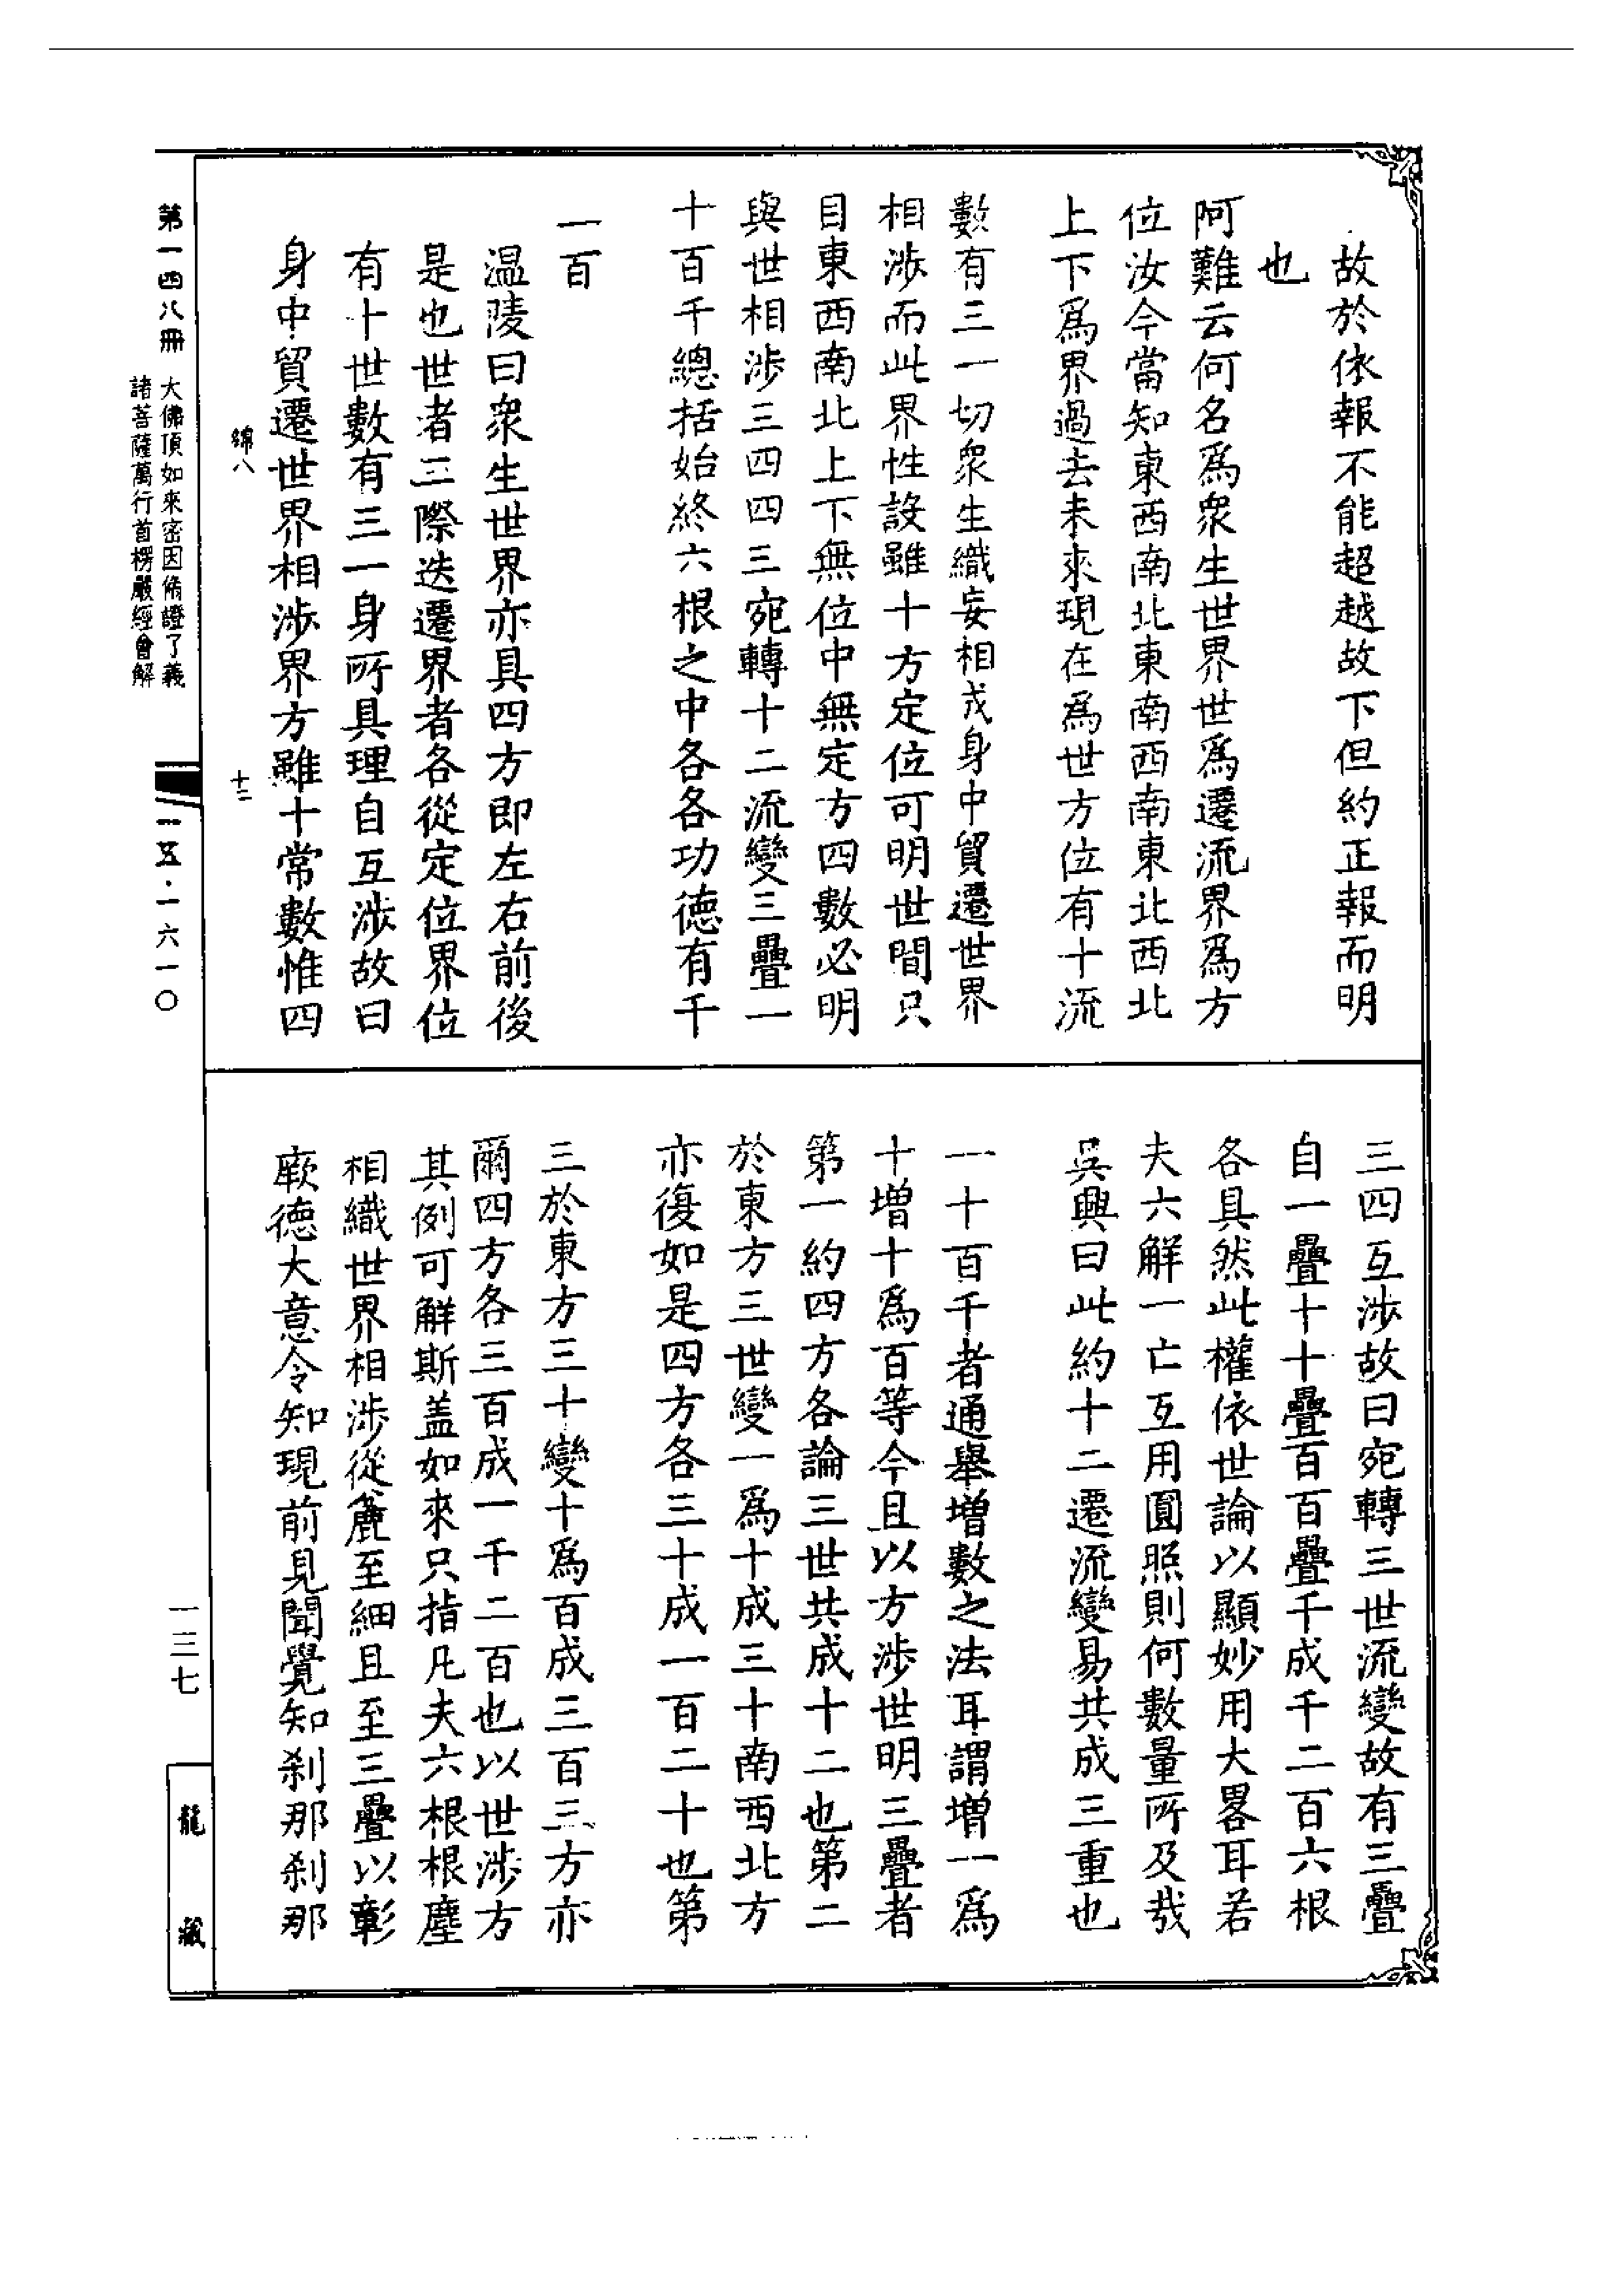 故於依報不能超越故下但約正報而明
也
阿難云何名爲衆生世界世爲遷流界爲方
位汝今當知東西南北東南西南東北西北
上下爲界過去未來現在爲世方位有十流
數有三一切衆生織妄相成身中貿遷世界
相涉而此界性設雖十方定位可明世間只
目東西南北上下無位中無定方四數必明
與世相涉三四四三宛轉十二流變三疊一
十百千總括始終六根之中各各功德有千
二百
温陵曰衆生世界亦具四方即左右前後
是也世者三際迭遷界者各從定位界位
有十世數有三一身所具理自互涉故曰
身中貿遷世界相涉界方雖十常數惟四
三四互涉故曰宛轉三世流變故有三疊
自一疊十十疊百百疊千成千二百六根
各具然此權依世論以顯妙用大畧耳若
夫六解一亡互用圓照則何數量所及哉
吳興曰此約十二遷流變易共成三重也
一十百千者通舉增數之法耳謂增一爲
十增十爲百等今且以方涉世明三疊者
第一約四方各論三世共成十二也第二
於東方三世變一爲十成三十南西北方
亦復如是四方各三十成一百二十也第
三於東方三十變十爲百成三百三方亦
爾四方各三百成一千二百也以世涉方
其例可解斯盖如來只指凡夫六根根塵
相織世界相涉從麄至細且至三疊以彰
厥德大意令知現前見聞覺知刹那刹那
綿八
十二
第一四八冊
大佛頂如來密因脩證了義
諸菩薩萬行首楞嚴經會解
一五·一六一〇
一三七
龍藏